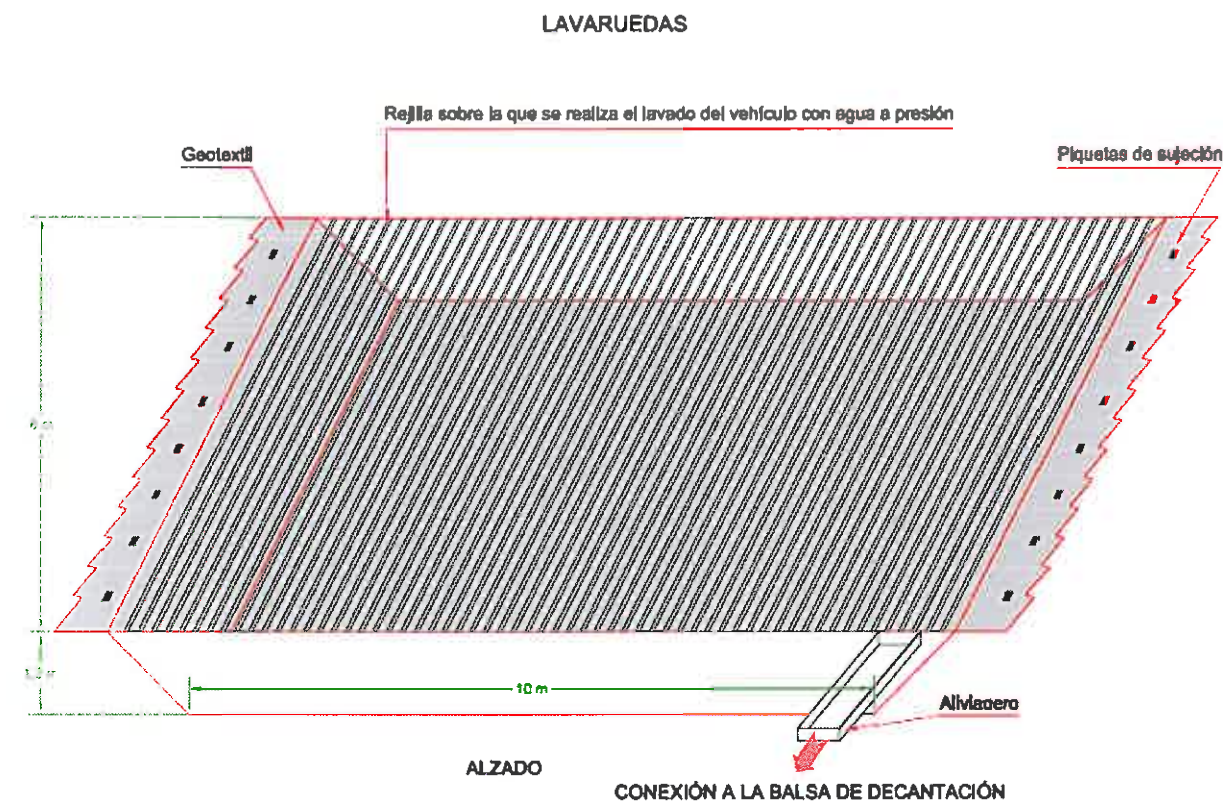 LAVARUEDAS
Rejilla sobre la que se realiza el lavado del vehículo con agua a presión
Geotextil
Piquetas de sujeción
10 m
Aliviadero
ALZADO
CONEXIÓN A LA BALSA DE DECANTACIÓN